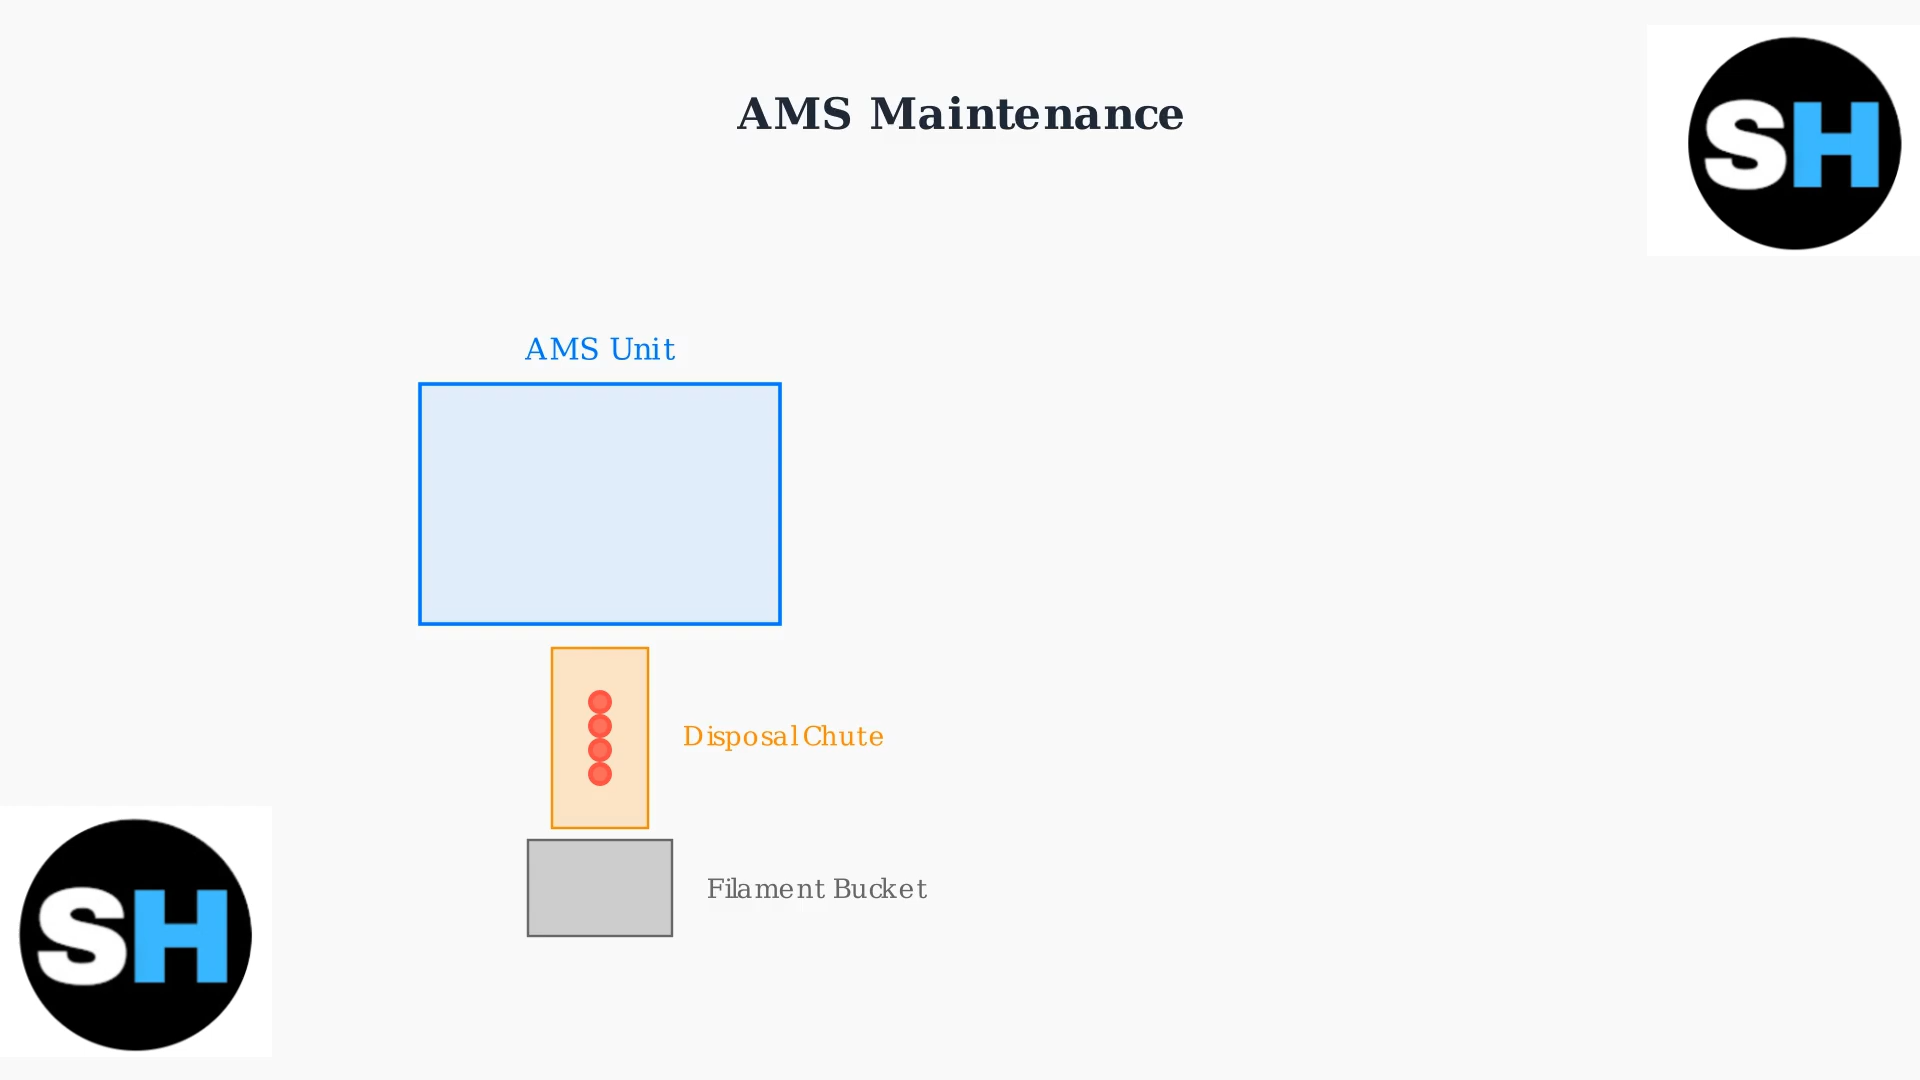 AMS Maintenance
SH
AMS Unit
Disposal Chute
Filament Bucket
SH